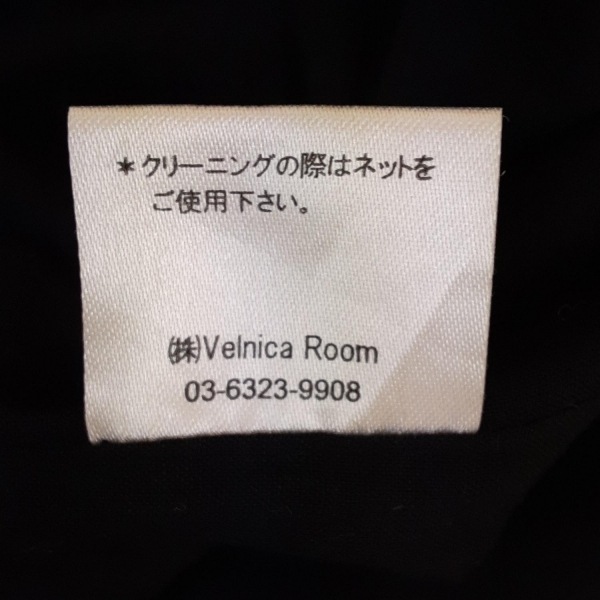 ＊クリーニングの際はネットを
ご使用下さい。
㈱Velnica Room
03-6323-9908